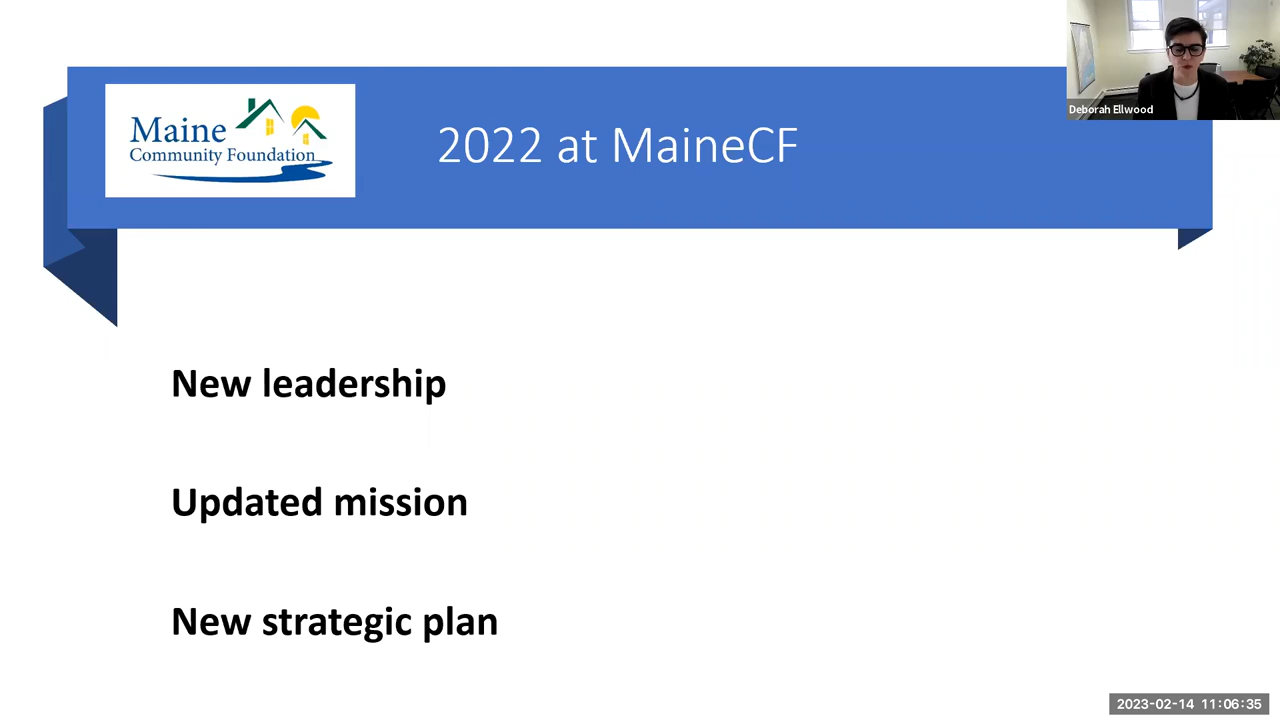 Deborah Ellwood
Maine
Community Foundation
2022 at MaineCF
New leadership
Updated mission
New strategic plan
2023-02-14 11:06:35